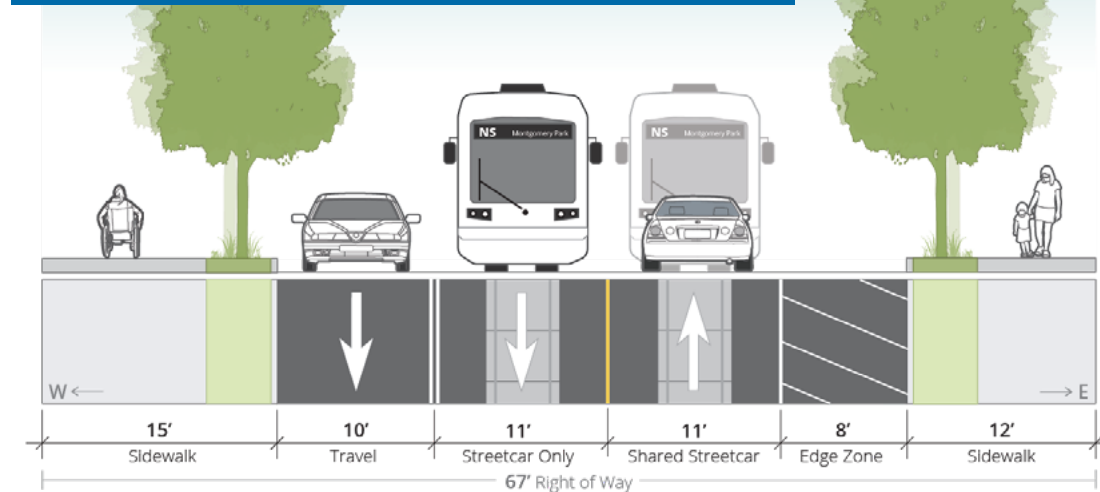 NS Montgomery Park
NS Montgomery Park
W
E
15’ 10’ 11’ 11’ 8’ 12’
Sidewalk Travel Streetcar Only Shared Streetcar Edge Zone Sidewalk
67’ Right of Way